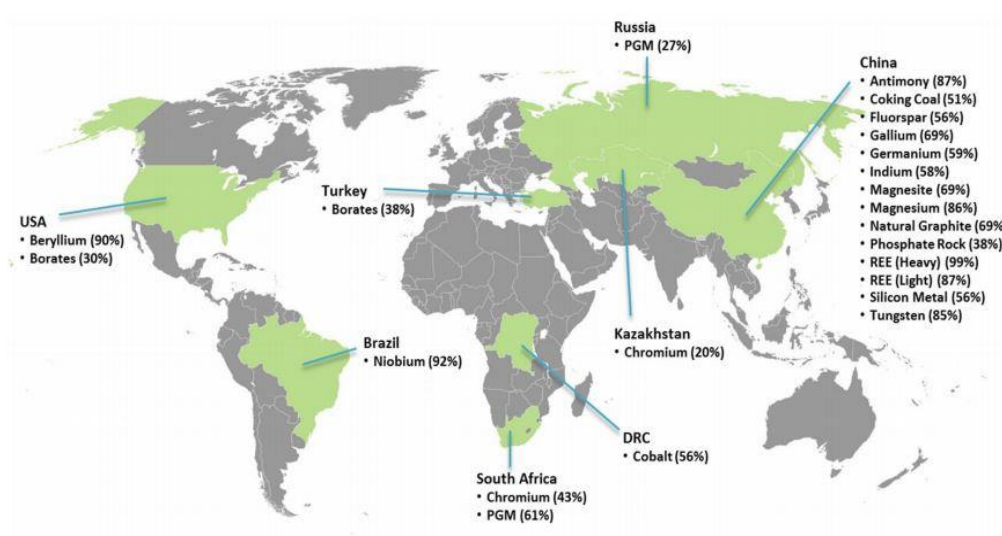 Russia
• PGM (27%)
China
• Antimony (87%)
• Coking Coal (51%)
• Fluorspar (56%)
• Gallium (69%)
• Germanium (59%)
• Indium (58%)
• Magnesite (69%)
• Magnesium (86%)
• Natural Graphite (69%
• Phosphate Rock (38%)
• REE (Heavy) (99%)
• REE (Light) (87%)
• Silicon Metal (56%)
• Tungsten (85%)
Turkey
• Borates (38%)
USA
• Beryllium (90%)
• Borates (30%)
Kazakhstan
• Chromium (20%)
Brazil
• Niobium (92%)
DRC
• Cobalt (56%)
South Africa
• Chromium (43%)
• PGM (61%)